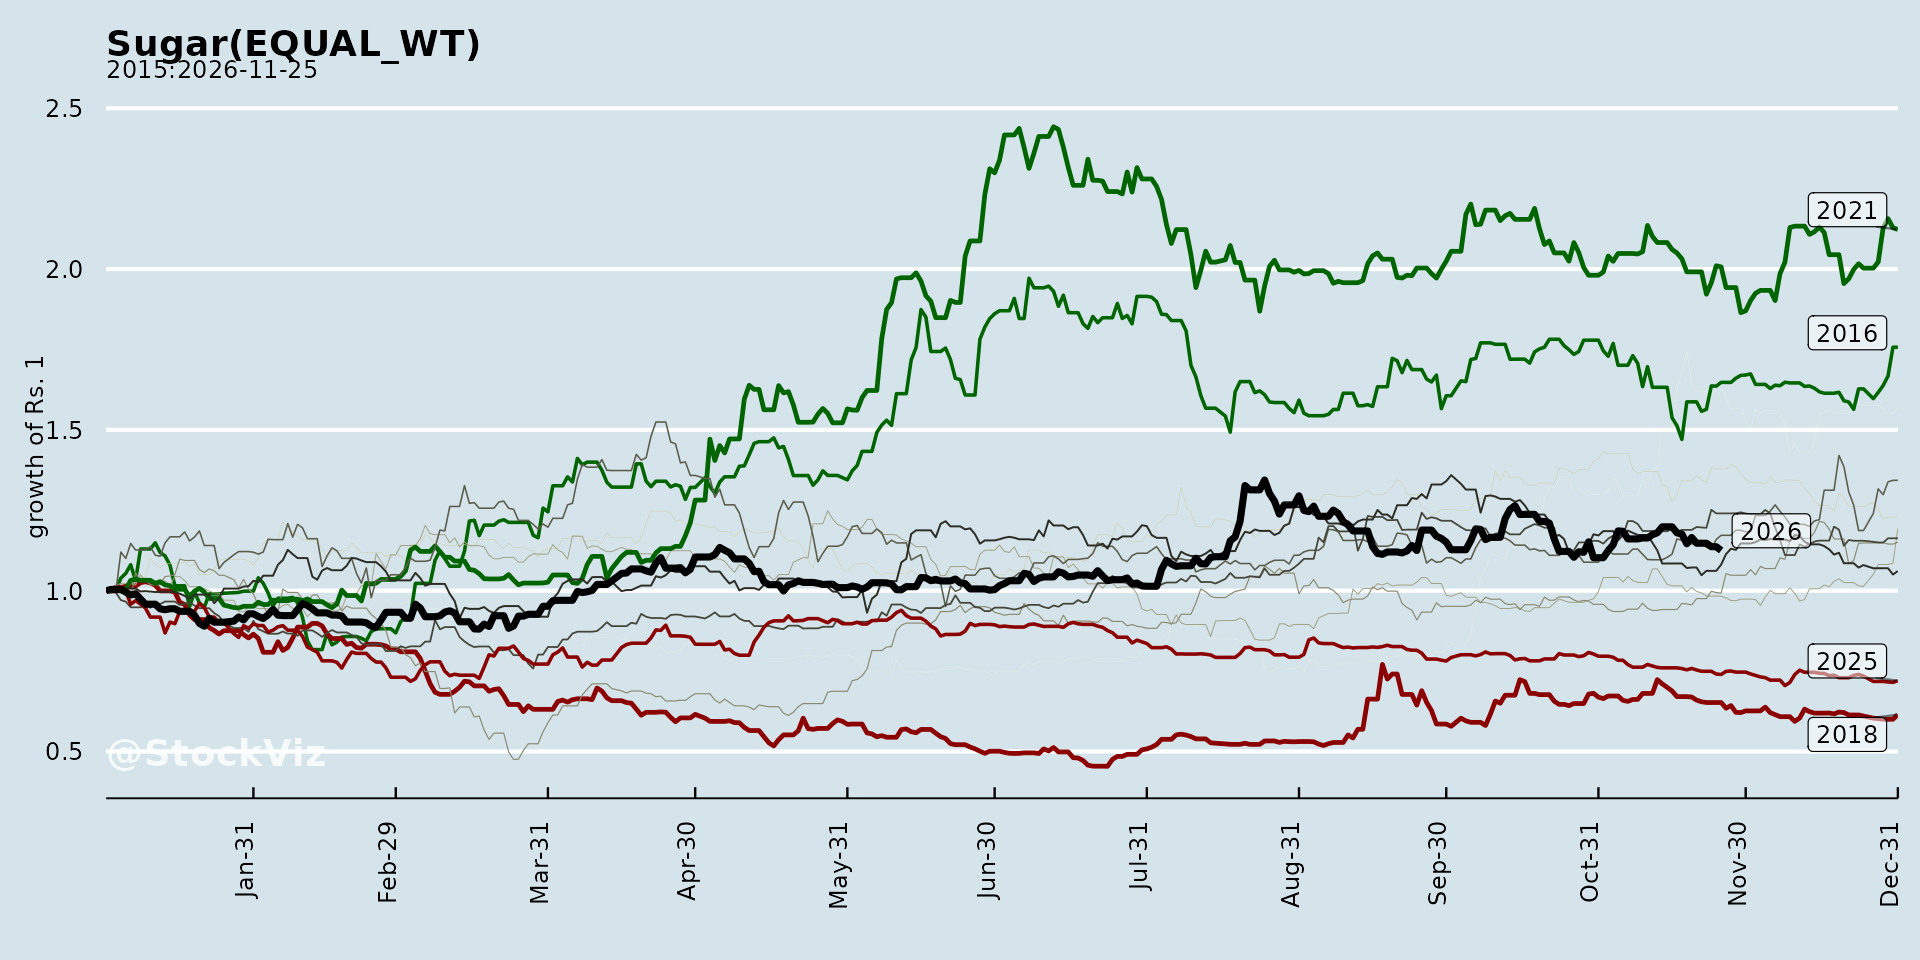 Sugar(EQUAL_WT)
2015:2026-11-25
growth of Rs. 1
2.5
2.0
1.5
1.0
0.5
2021
2016
2026
2025
2018
@StockViz
Jan-31
Feb-29
Mar-31
Apr-30
May-31
Jun-30
Jul-31
Aug-31
Sep-30
Oct-31
Nov-30
Dec-31